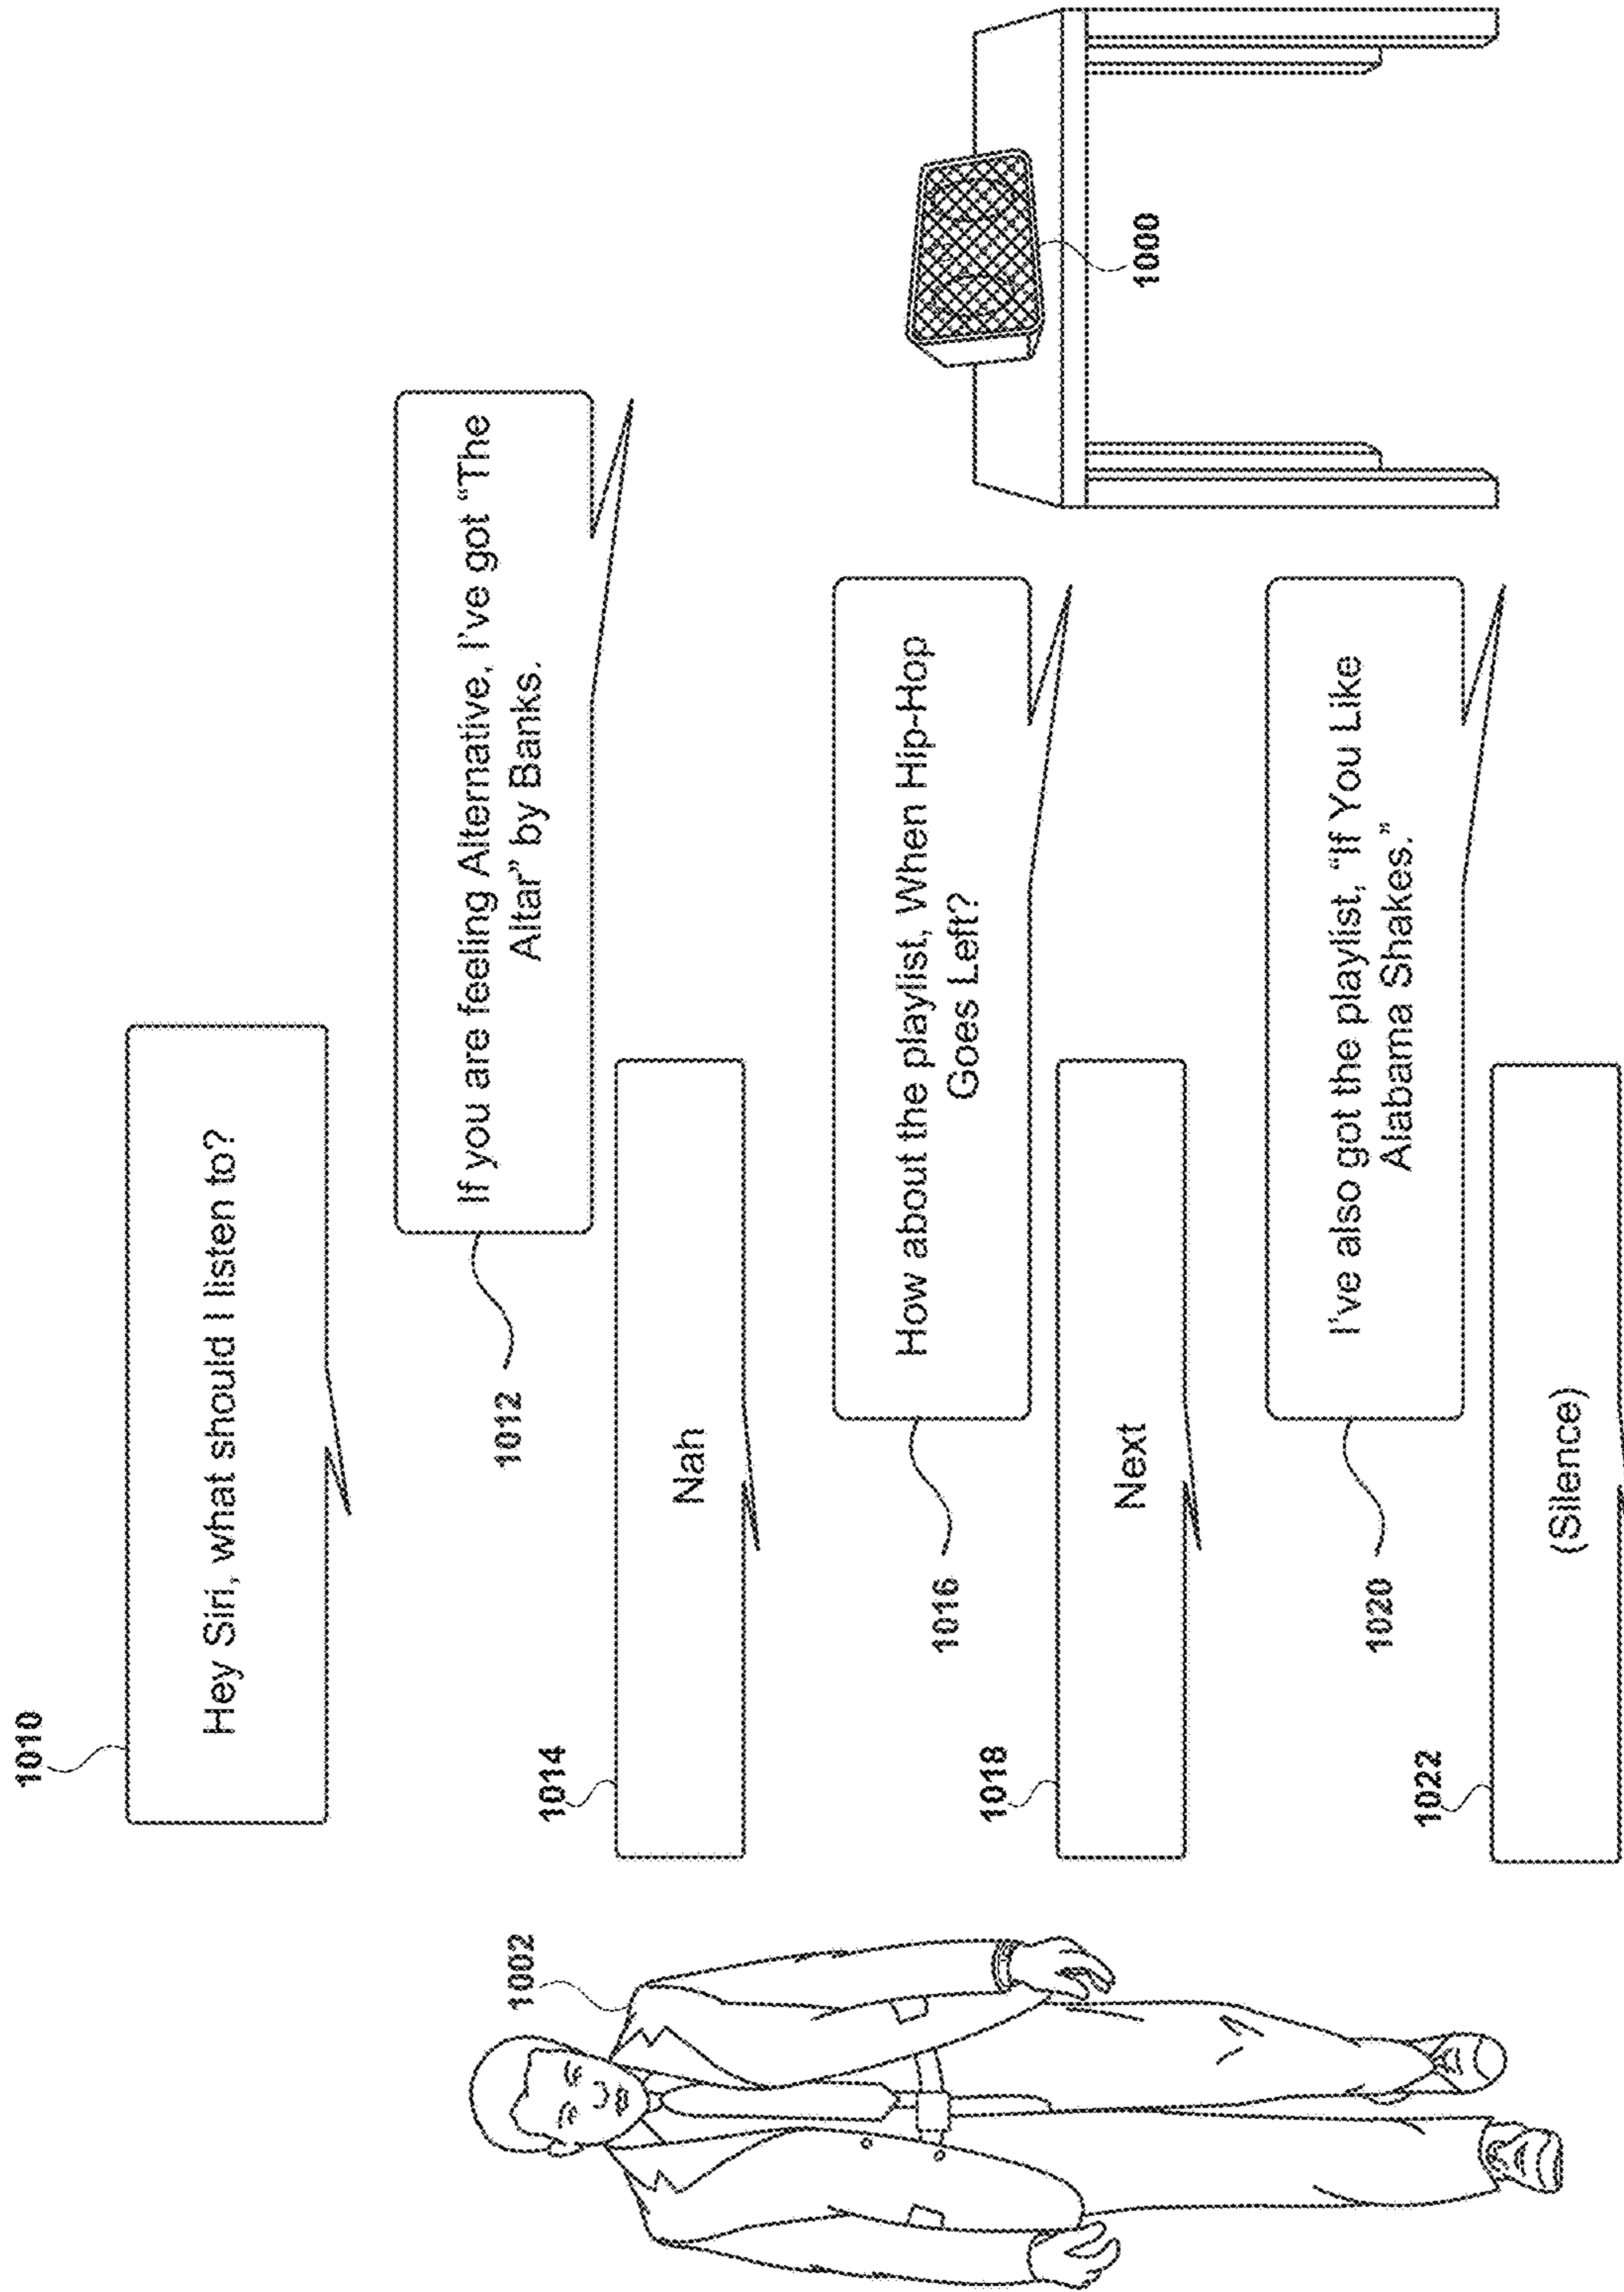 1010
Hey Siri, what should I listen to?
1012
If you are feeling Alternative, I've got “The
Altar” by Banks.
1014
Nah
1016
How about the playlist, When Hip-Hop
Goes Left?
1018
Next
1020
I've also got the playlist, “If You Like
Alabama Shakes.”
1022
(Silence)
1002
1000